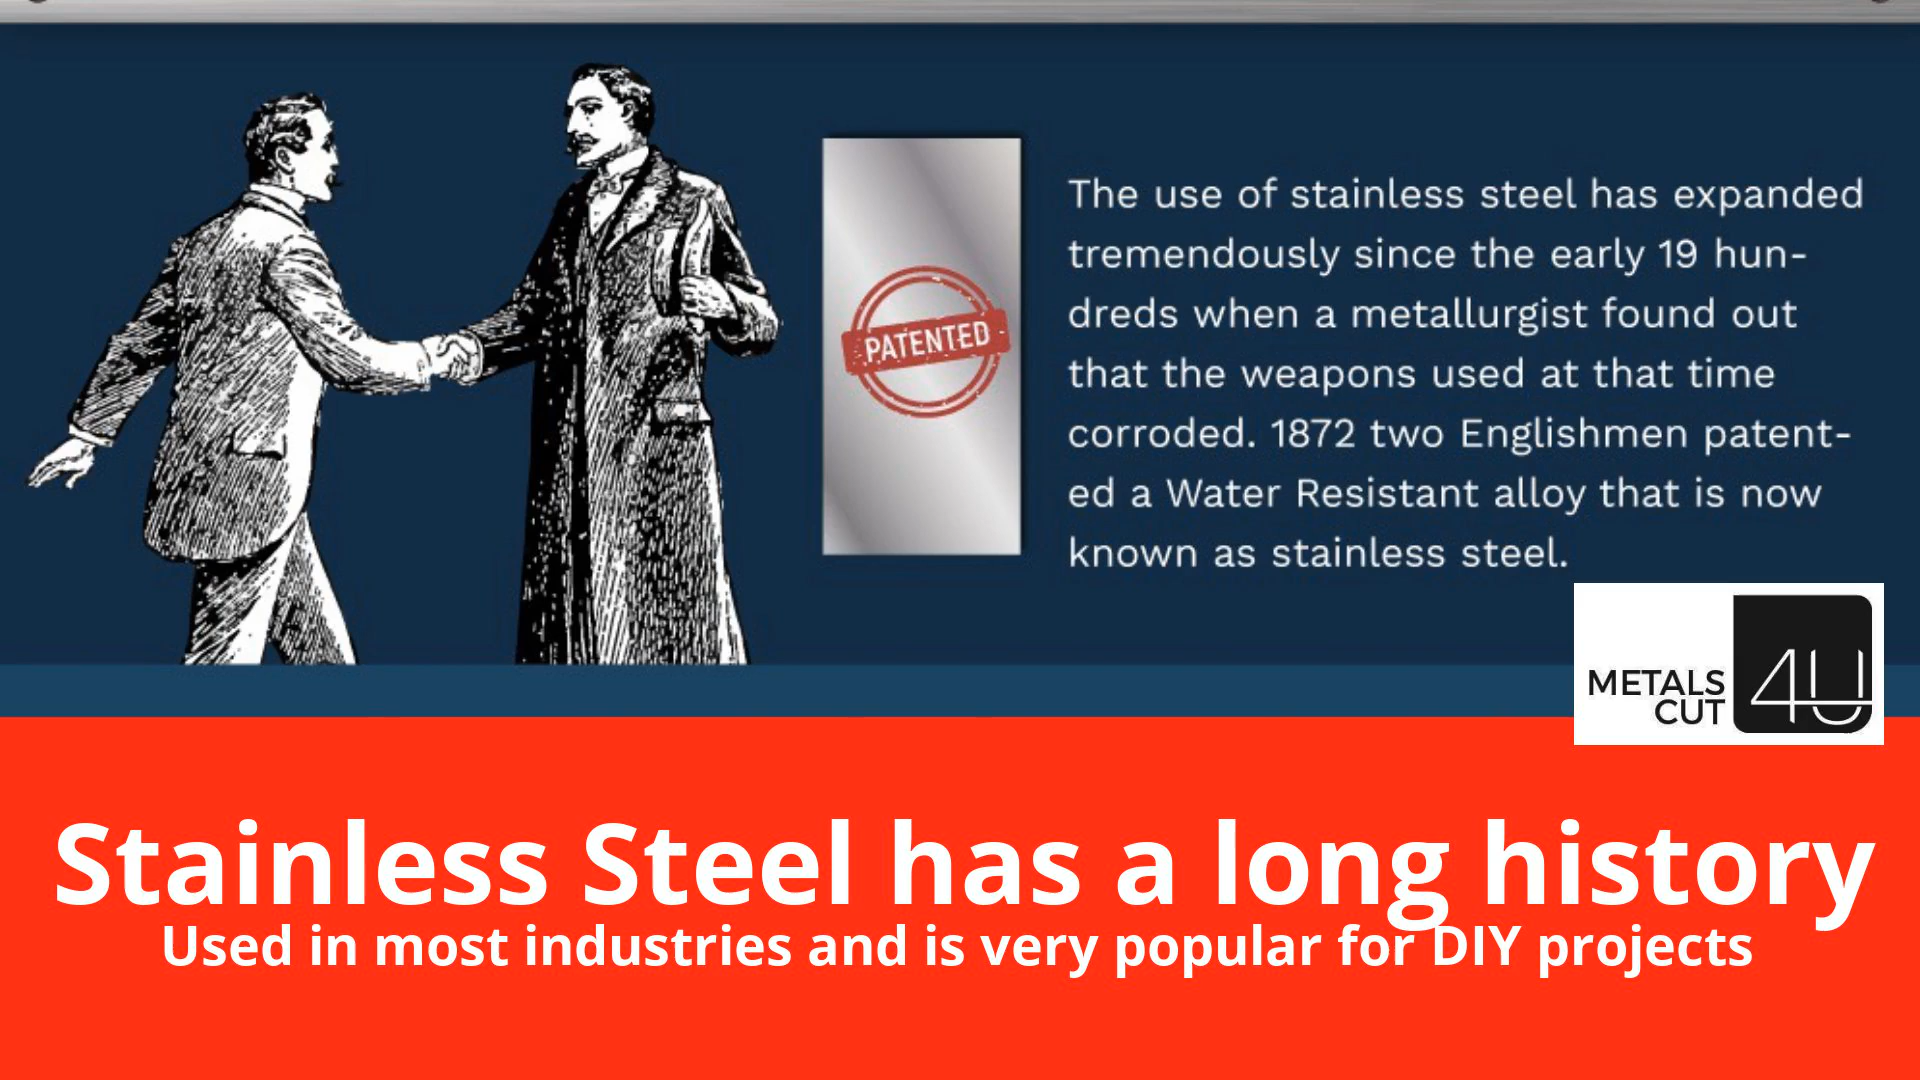 PATENTED
The use of stainless steel has expanded
tremendously since the early 19 hun-
dreds when a metallurgist found out
that the weapons used at that time
corroded. 1872 two Englishmen patent-
ed a Water Resistant alloy that is now
known as stainless steel.
METALS
CUT
4U
Stainless Steel has a long history
Used in most industries and is very popular for DIY projects